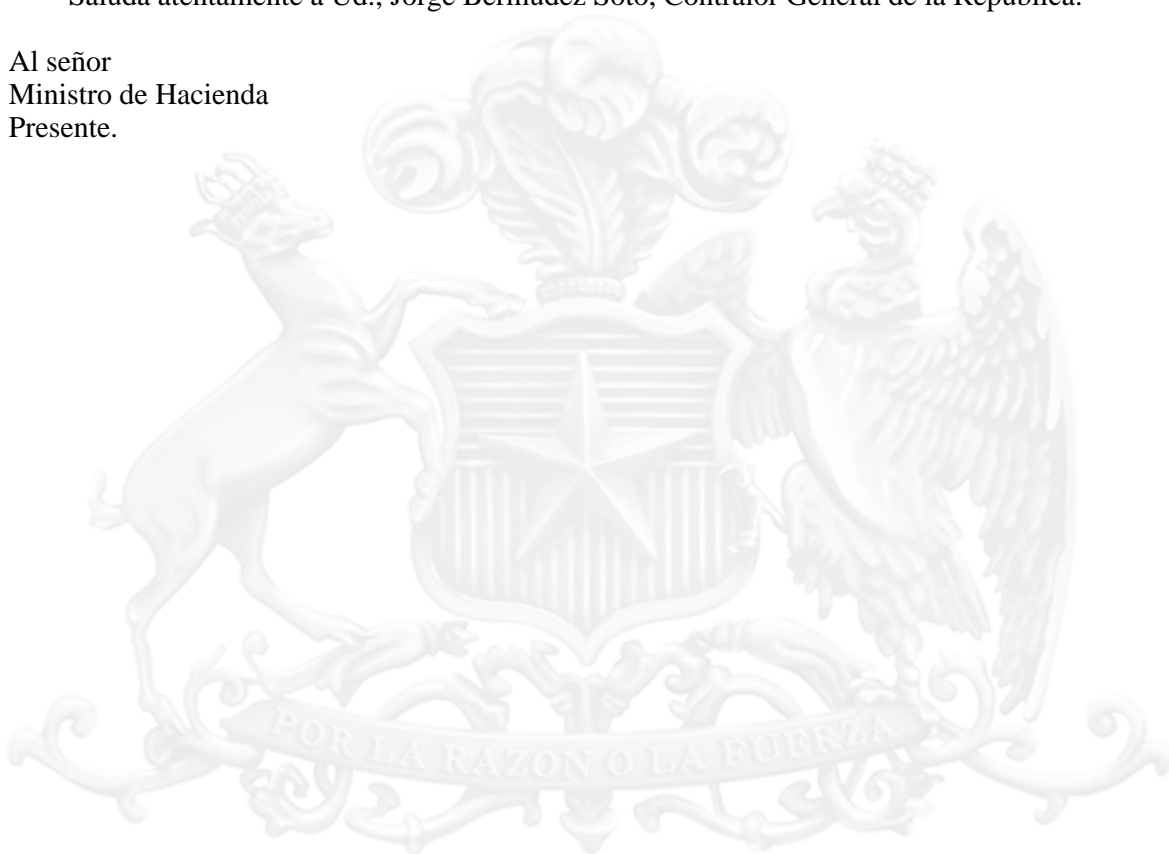 Saluda atentamente a Ud., Jorge Bermúdez Soto, Contralor General de la República.
Al señor
Ministro de Hacienda
Presente.
POR LA RAZON O LA FUERZA